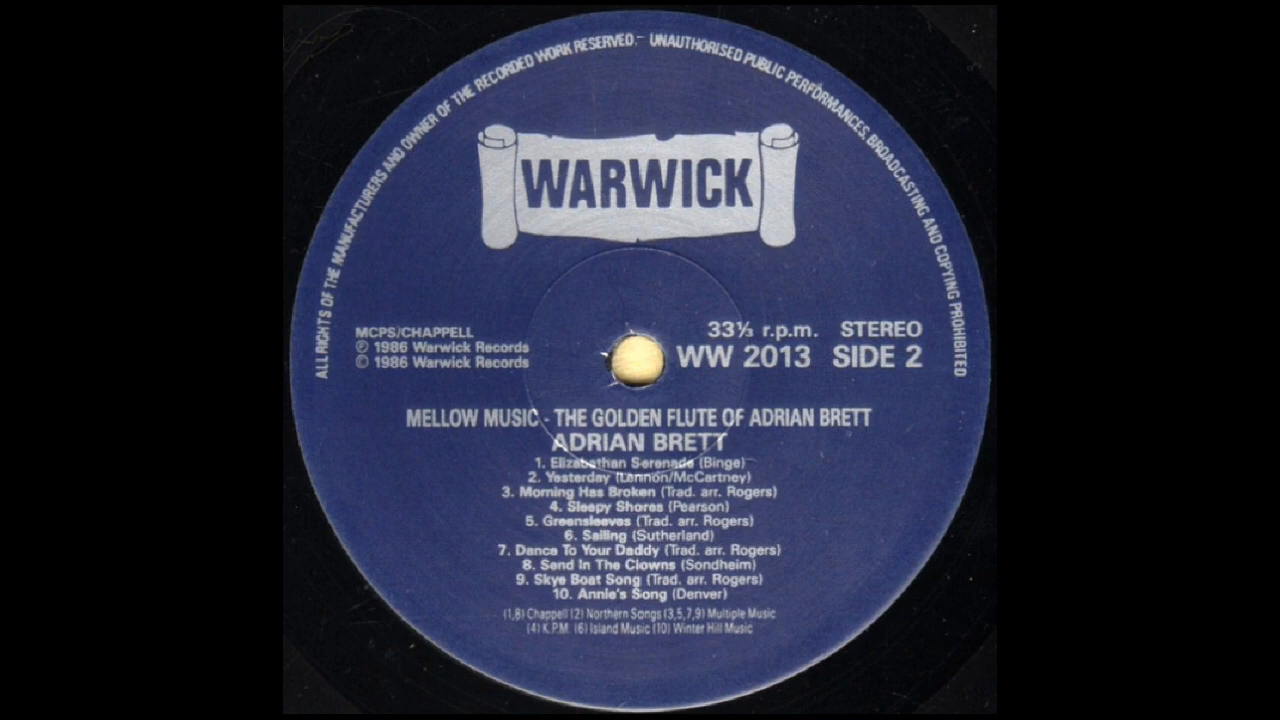 ALL RIGHTS OF THE MANUFACTURERS AND OWNER OF THE RECORDED WORK RESERVED.- UNAUTHORISED PUBLIC PERFORMANCES, BROADCASTING AND COPYING PROHIBITED
WARWICK
MCPS/CHAPPELL
℗ 1986 Warwick Records
© 1986 Warwick Records
33⅓ r.p.m. STEREO
WW 2013 SIDE 2
MELLOW MUSIC - THE GOLDEN FLUTE OF ADRIAN BRETT
ADRIAN BRETT
1. Elizabethan Serenade (Binge)
2. Yesterday (Lennon/McCartney)
3. Morning Has Broken (Trad. arr. Rogers)
4. Sleepy Shores (Pearson)
5. Greensleeves (Trad. arr. Rogers)
6. Sailing (Sutherland)
7. Dance To Your Daddy (Trad. arr. Rogers)
8. Send In The Clowns (Sondheim)
9. Skye Boat Song (Trad. arr. Rogers)
10. Annie's Song (Denver)
(1,8) Chappell (2) Northern Songs (3,5,7,9) Multiple Music
(4) K.P.M. (6) Island Music (10) Winter Hill Music